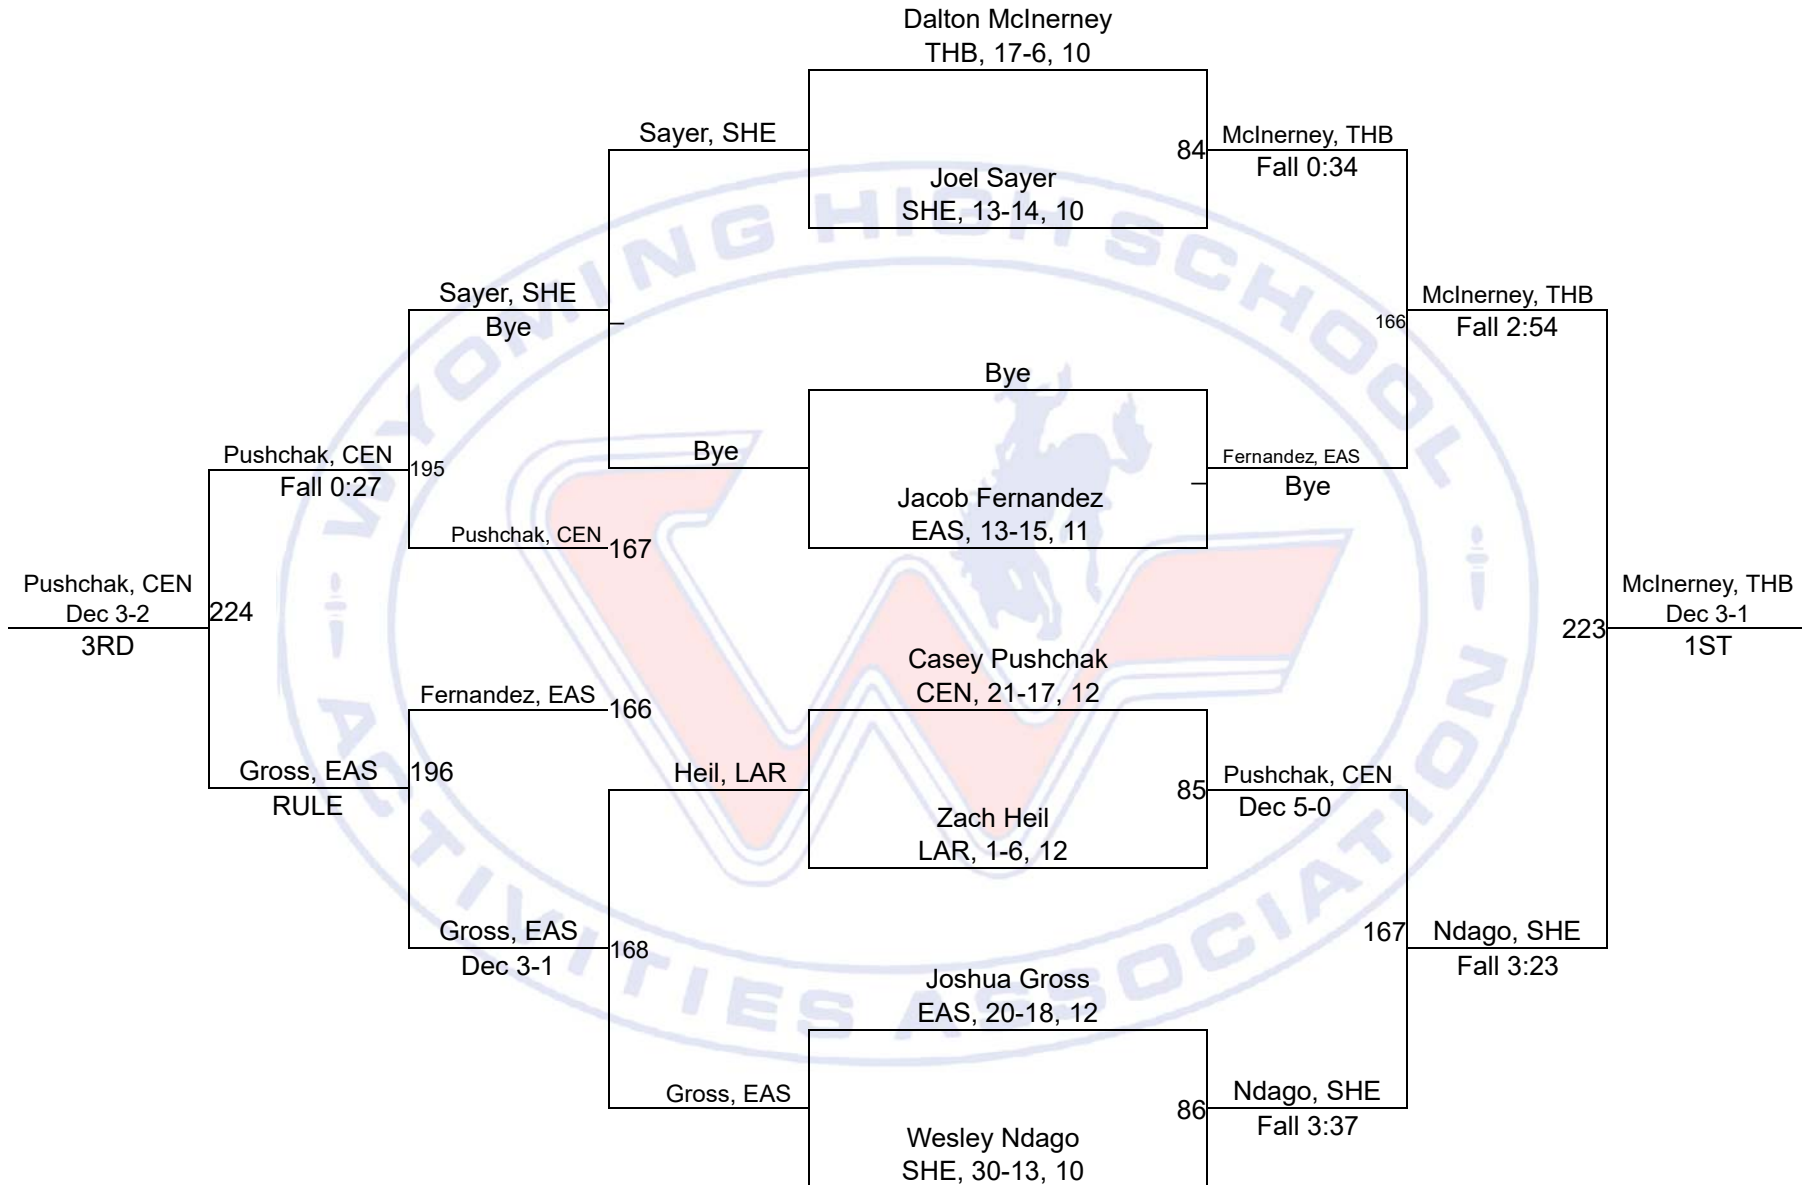 Dalton McInerney
THB, 17-6, 10
Sayer, SHE
84
McInerney, THB
Fall 0:34
Joel Sayer
SHE, 13-14, 10
Sayer, SHE
Bye
McInerney, THB
166
Fall 2:54
Bye
Pushchak, CEN
195
Fall 0:27
Bye
Fernandez, EAS
Bye
Jacob Fernandez
EAS, 13-15, 11
Pushchak, CEN
167
Pushchak, CEN
Dec 3-2
224
3RD
McInerney, THB
Dec 3-1
223
1ST
Casey Pushchak
CEN, 21-17, 12
Fernandez, EAS
166
Gross, EAS
196
RULE
Heil, LAR
85
Pushchak, CEN
Dec 5-0
Zach Heil
LAR, 1-6, 12
Gross, EAS
168
Dec 3-1
167
Ndago, SHE
Fall 3:23
Joshua Gross
EAS, 20-18, 12
Gross, EAS
86
Ndago, SHE
Fall 3:37
Wesley Ndago
SHE, 30-13, 10
WYOMING HIGH SCHOOL
ACTIVITIES ASSOCIATION